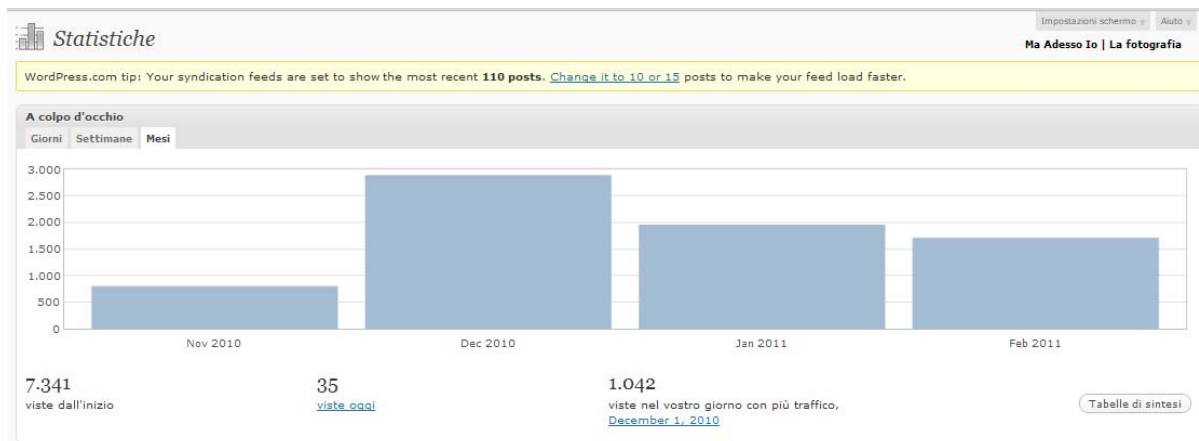 Impostazioni schermo Aiuto
Statistiche
Ma Adesso Io | La fotografia
WordPress.com tip: Your syndication feeds are set to show the most recent 110 posts. Change it to 10 or 15 posts to make your feed load faster.
A colpo d'occhio
Giorni Settimane Mesi
3.000
2.500
2.000
1.500
1.000
500
0
Nov 2010 Dec 2010 Jan 2011 Feb 2011
7.341 35 1.042
viste dall'inizio viste oggi viste nel vostro giorno con più traffico, Tabelle di sintesi
December 1, 2010